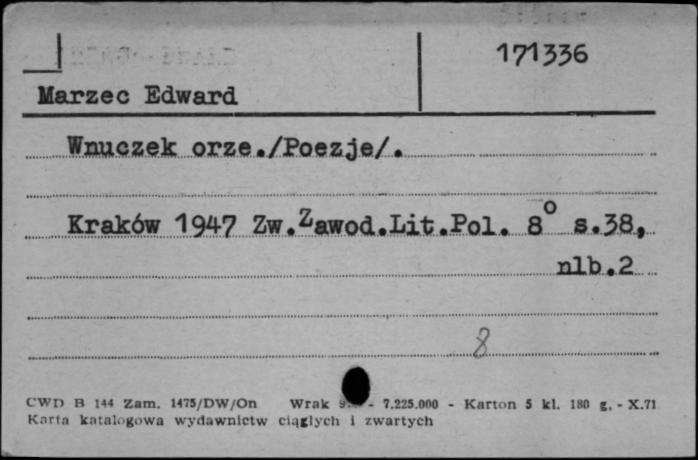 171336
Marzec Edward
Wnuczek orze./Poezje/.
Kraków 1947 Zw.Zawod.Lit.Pol. 8° s.38,
nlb.2
8
CWD B 144 Zam. 1475/DW/On Wrak - 7.225.000 - Karton 5 kl. 180 g. - X.71
Karta katalogowa wydawnictw ciągłych i zwartych